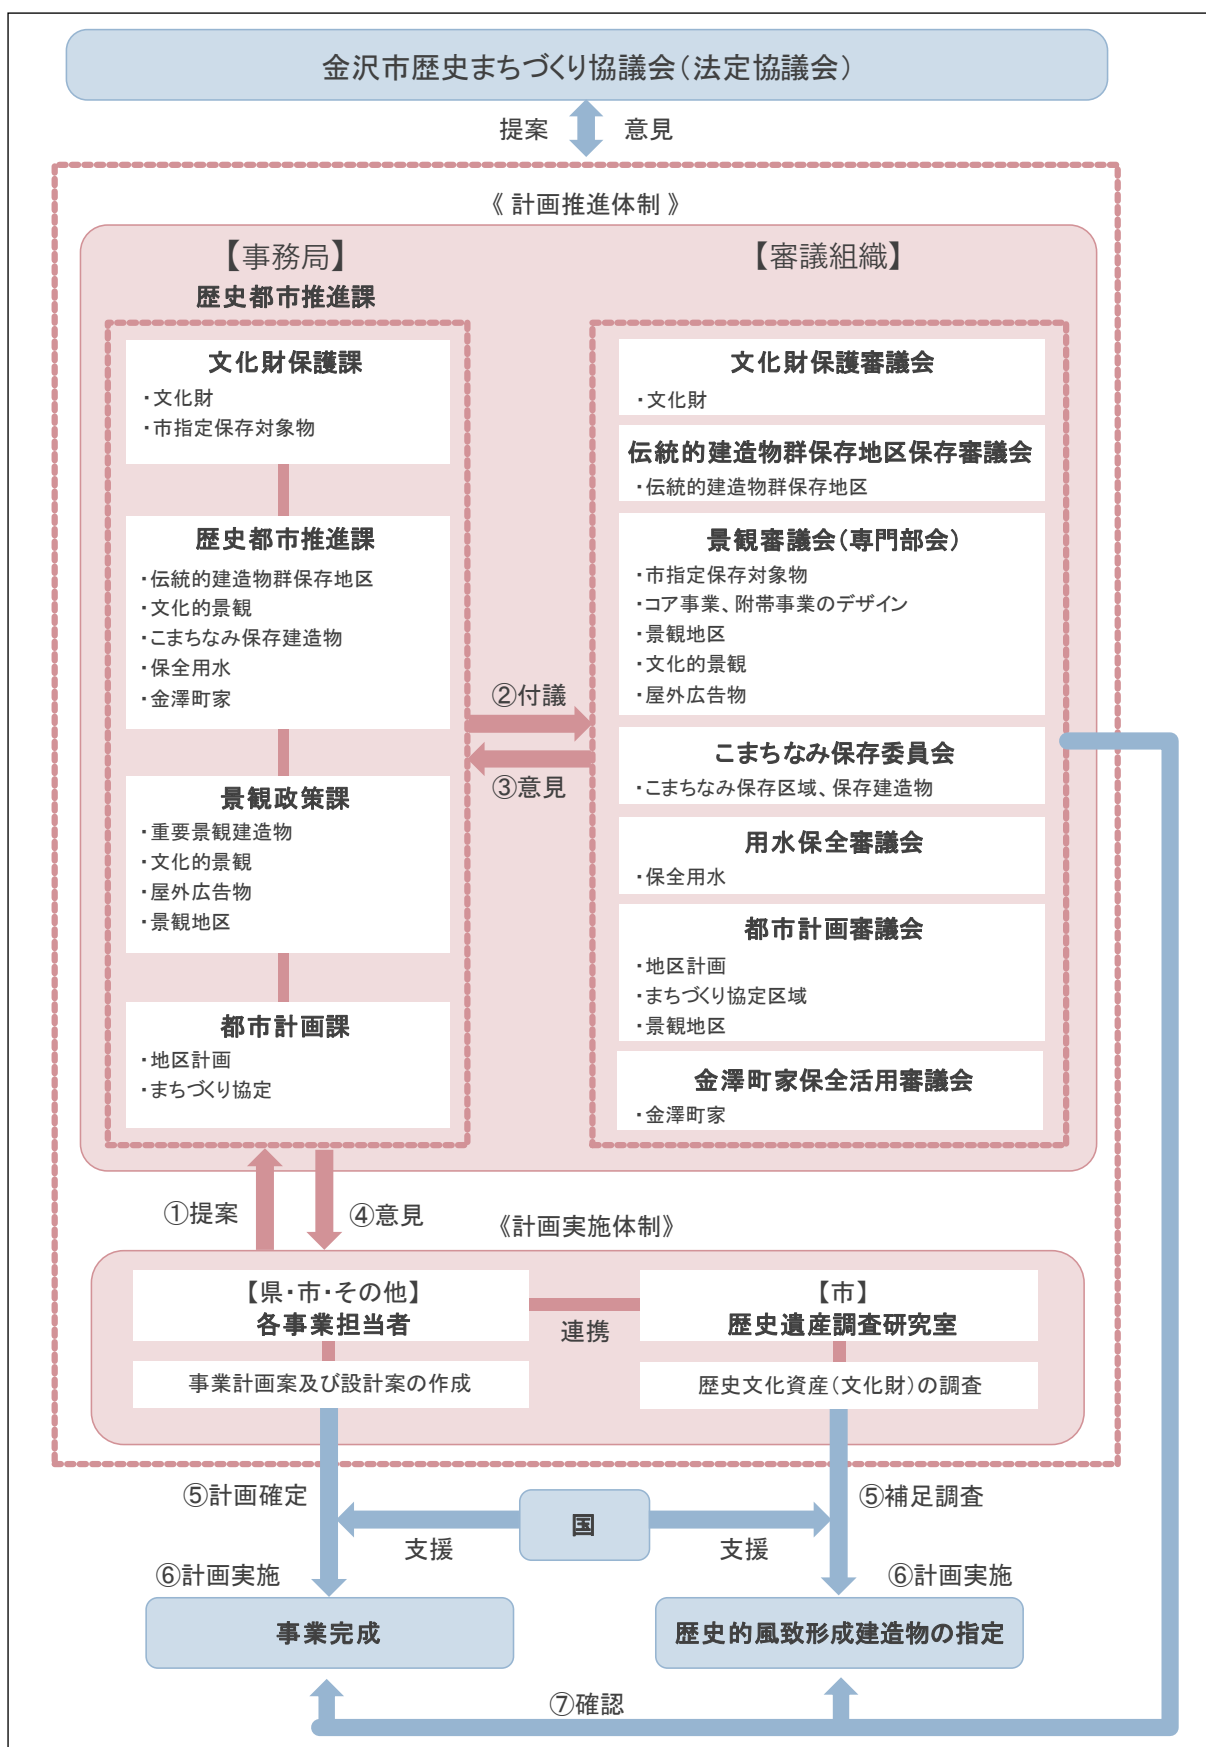 金沢市歴史まちづくり協議会（法定協議会）
提案
意見
《 計画推進体制 》
【事務局】
歴史都市推進課
文化財保護課
・文化財
・市指定保存対象物
歴史都市推進課
・伝統的建造物群保存地区
・文化的景観
・こまちなみ保存建造物
・保全用水
・金澤町家
景観政策課
・重要景観建造物
・文化的景観
・屋外広告物
・景観地区
都市計画課
・地区計画
・まちづくり協定
②付議
③意見
【審議組織】
文化財保護審議会
・文化財
伝統的建造物群保存地区保存審議会
・伝統的建造物群保存地区
景観審議会（専門部会）
・市指定保存対象物
・コア事業、附帯事業のデザイン
・景観地区
・文化的景観
・屋外広告物
こまちなみ保存委員会
・こまちなみ保存区域、保存建造物
用水保全審議会
・保全用水
都市計画審議会
・地区計画
・まちづくり協定区域
・景観地区
金澤町家保全活用審議会
・金澤町家
①提案
④意見
《計画実施体制》
【県・市・その他】
各事業担当者
事業計画案及び設計案の作成
連携
【市】
歴史遺産調査研究室
歴史文化資産（文化財）の調査
⑤計画確定
⑤補足調査
国
支援
支援
⑥計画実施
⑥計画実施
事業完成
歴史的風致形成建造物の指定
⑦確認